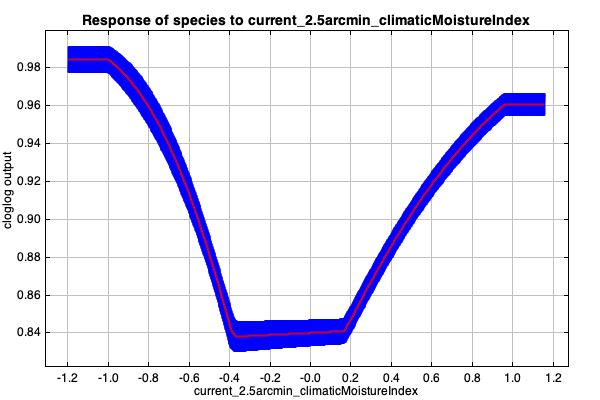 Response of species to current_2.5arcmin_climaticMoistureIndex
0.98
0.96
0.94
0.92
0.90
0.88
0.86
0.84
cloglog output
-1.2 -1.0 -0.8 -0.6 -0.4 -0.2 -0.0 0.2 0.4 0.6 0.8 1.0 1.2
current_2.5arcmin_climaticMoistureIndex